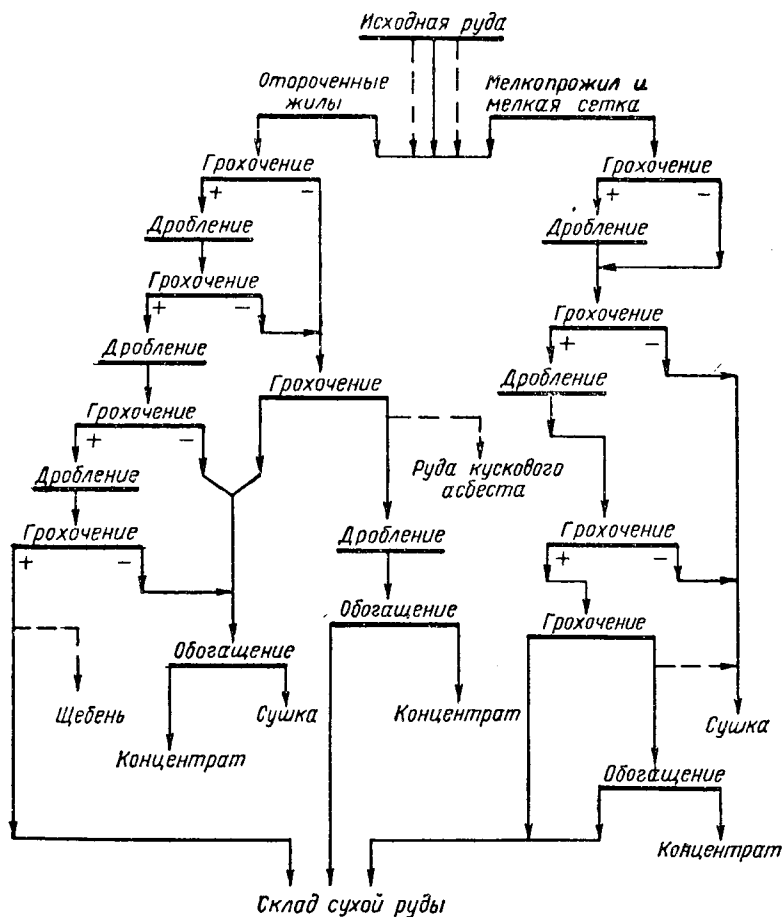 Исходная руда
Отороченные
жилы
Мелкопрожил и
мелкая сетка
Грохочение
+ −
Грохочение
+ −
Дробление
Дробление
Грохочение
+ −
Грохочение
+ −
Дробление
Грохочение
Дробление
Грохочение
+ −
Руда кускового
асбеста
Дробление
Грохочение
+ −
Дробление
Грохочение
+ −
Обогащение
Грохочение
Обогащение
Щебень
Сушка
Концентрат
Сушка
Концентрат
Обогащение
Концентрат
Склад сухой руды